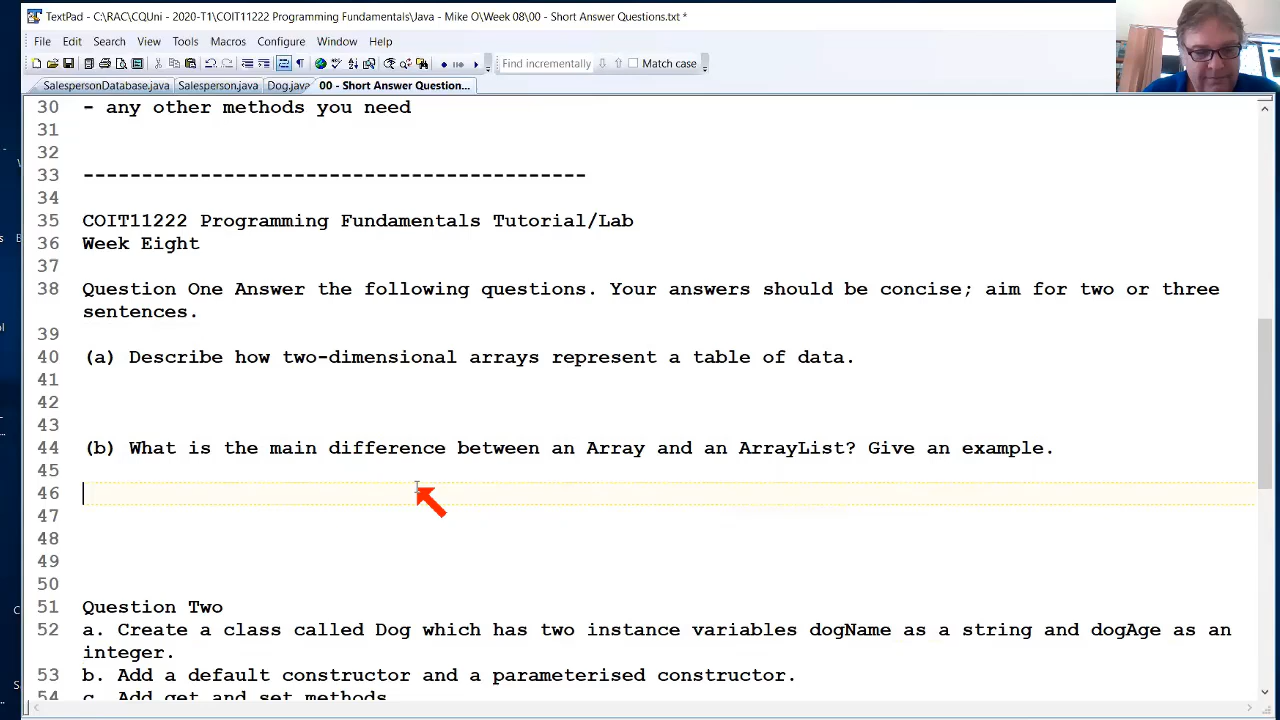 TextPad - C:\RAC\CQUni - 2020-T1\COIT11222 Programming Fundamentals\Java - Mike O\Week 08\00 - Short Answer Questions.txt *
File Edit Search View Tools Macros Configure Window Help
Find incrementally Match case
SalespersonDatabase.java Salesperson.java Dog.java 00 - Short Answer Question...
30 - any other methods you need
31
32
33 -------------------------------------------
34
35 COIT11222 Programming Fundamentals Tutorial/Lab
36 Week Eight
37
38 Question One Answer the following questions. Your answers should be concise; aim for two or three
sentences.
39
40 (a) Describe how two-dimensional arrays represent a table of data.
41
42
43
44 (b) What is the main difference between an Array and an ArrayList? Give an example.
45
46
47
48
49
50
51 Question Two
52 a. Create a class called Dog which has two instance variables dogName as a string and dogAge as an
integer.
53 b. Add a default constructor and a parameterised constructor.
54 c. Add get and set methods